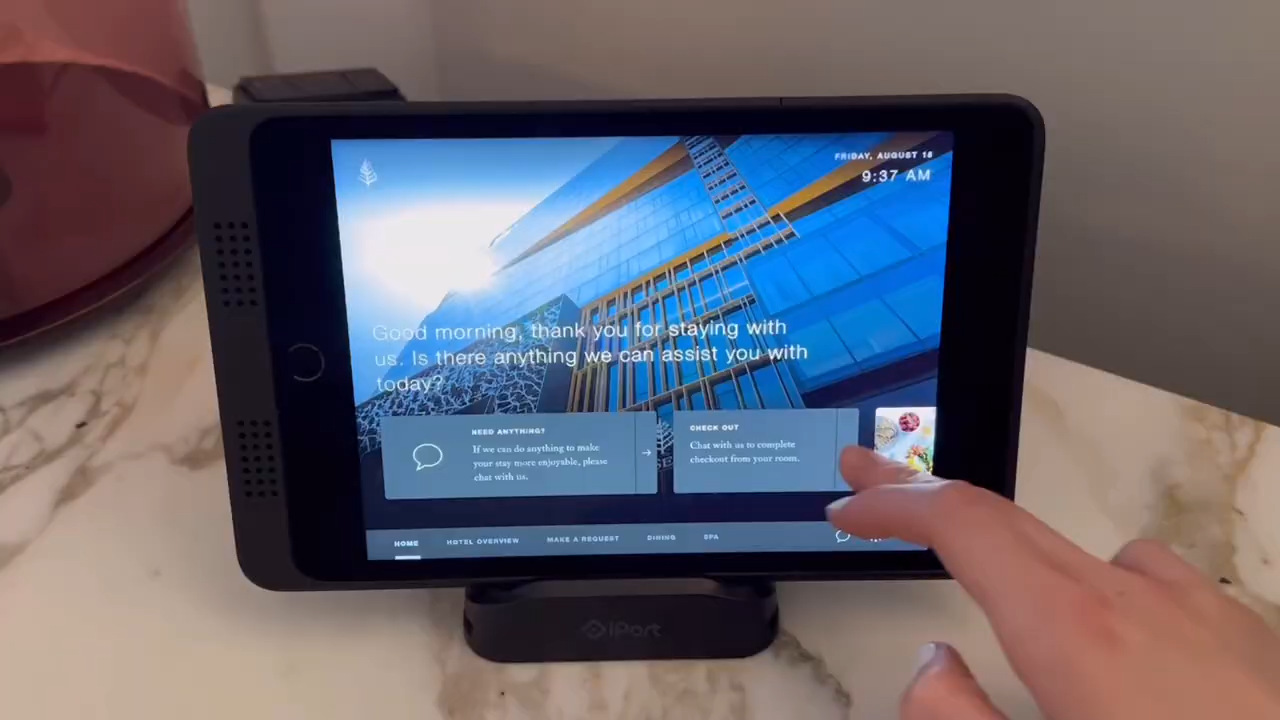 FRIDAY, AUGUST 18
9:37 AM
Good morning, thank you for staying with
us. Is there anything we can assist you with
today?
NEED ANYTHING?
If we can do anything to make
your stay more enjoyable, please
chat with us.
CHECK OUT
Chat with us to complete
checkout from your room.
HOME HOTEL OVERVIEW MAKE A REQUEST DINING SPA
iPort